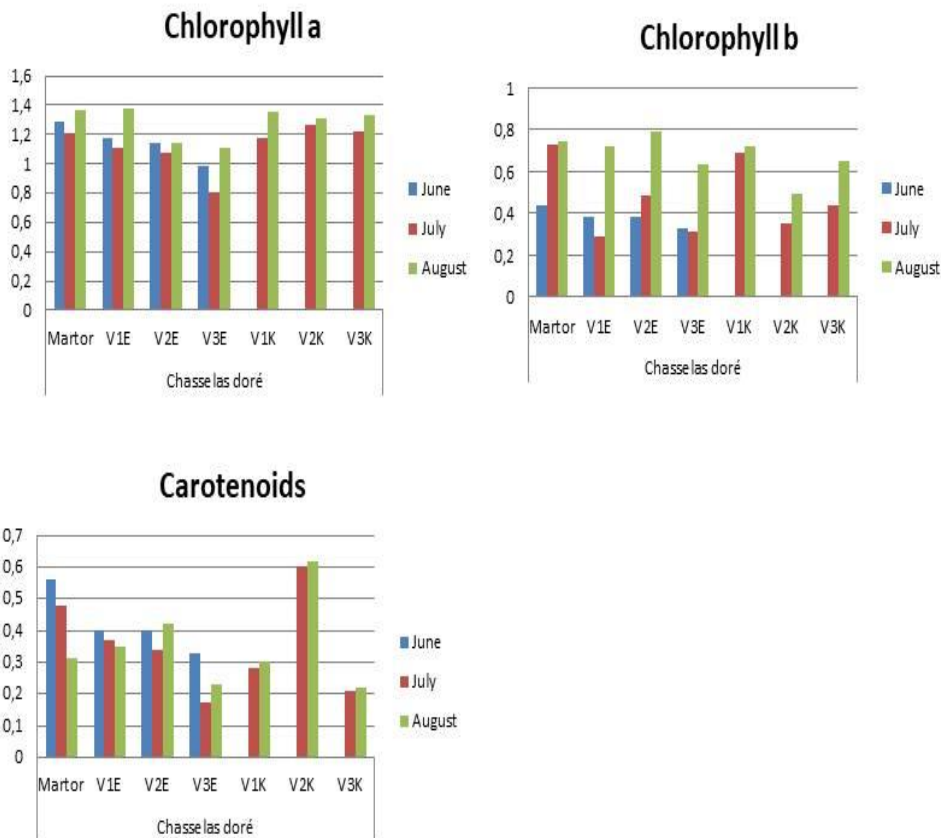 Chlorophyll a
1,6
1,4
1,2
1
0,8
0,6
0,4
0,2
0
June
July
August
Martor V1E V2E V3E V1K V2K V3K
Chasselas doré
Chlorophyll b
1
0,8
0,6
0,4
0,2
0
June
July
August
Martor V1E V2E V3E V1K V2K V3K
Chasselas doré
Carotenoids
0,7
0,6
0,5
0,4
0,3
0,2
0,1
0
June
July
August
Martor V1E V2E V3E V1K V2K V3K
Chasselas doré